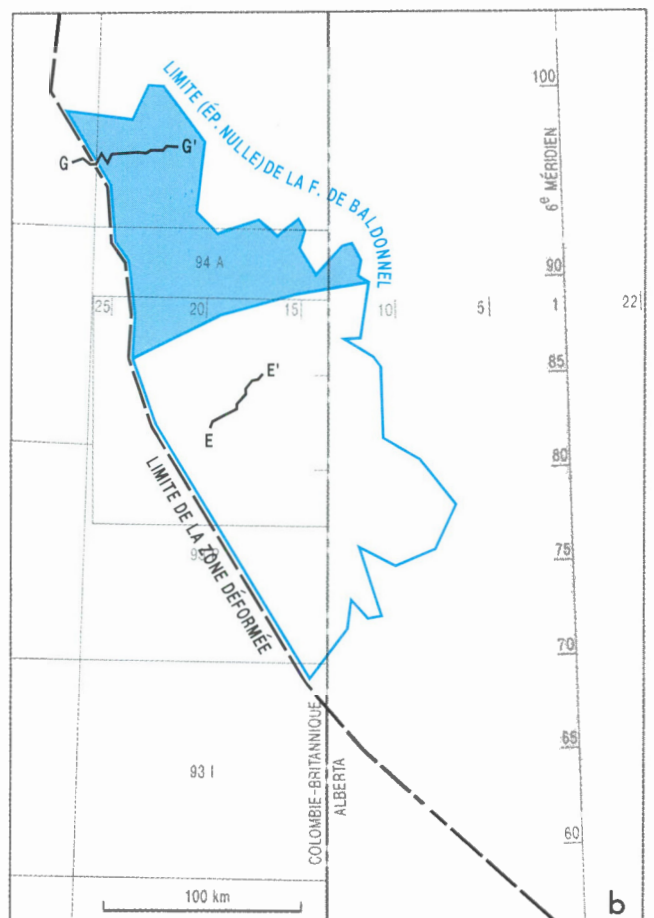 100
LIMITE (ÉP. NULLE) DE LA F. DE BALDONNEL
6e MÉRIDIEN
G
G'
94 A
90
25
20
15
10
5
1
22
E'
E
85
80
75
70
65
60
LIMITE DE LA ZONE DÉFORMÉE
93 I
COLOMBIE-BRITANNIQUE
ALBERTA
100 km
b